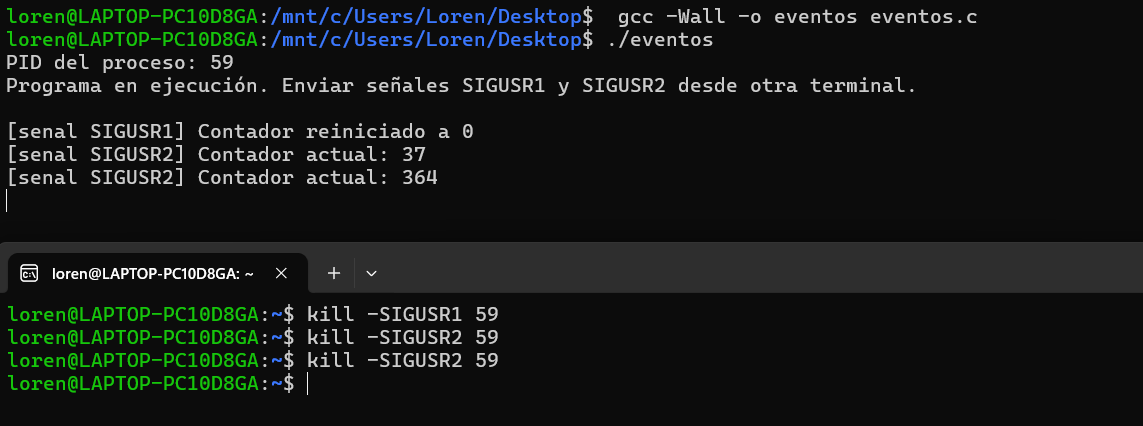 loren@LAPTOP-PC10D8GA:/mnt/c/Users/Loren/Desktop$  gcc -Wall -o eventos eventos.c
loren@LAPTOP-PC10D8GA:/mnt/c/Users/Loren/Desktop$ ./eventos
PID del proceso: 59
Programa en ejecución. Enviar señales SIGUSR1 y SIGUSR2 desde otra terminal.
[senal SIGUSR1] Contador reiniciado a 0
[senal SIGUSR2] Contador actual: 37
[senal SIGUSR2] Contador actual: 364
loren@LAPTOP-PC10D8GA: ~
loren@LAPTOP-PC10D8GA:~$ kill -SIGUSR1 59
loren@LAPTOP-PC10D8GA:~$ kill -SIGUSR2 59
loren@LAPTOP-PC10D8GA:~$ kill -SIGUSR2 59
loren@LAPTOP-PC10D8GA:~$